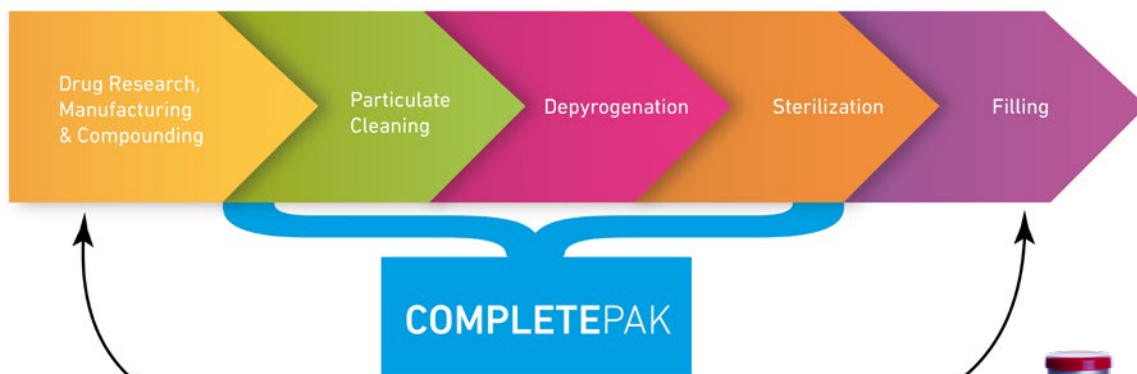 Drug Research,
Manufacturing
& Compounding
Particulate
Cleaning
Depyrogenation
Sterilization
Filling
COMPLETEPAK